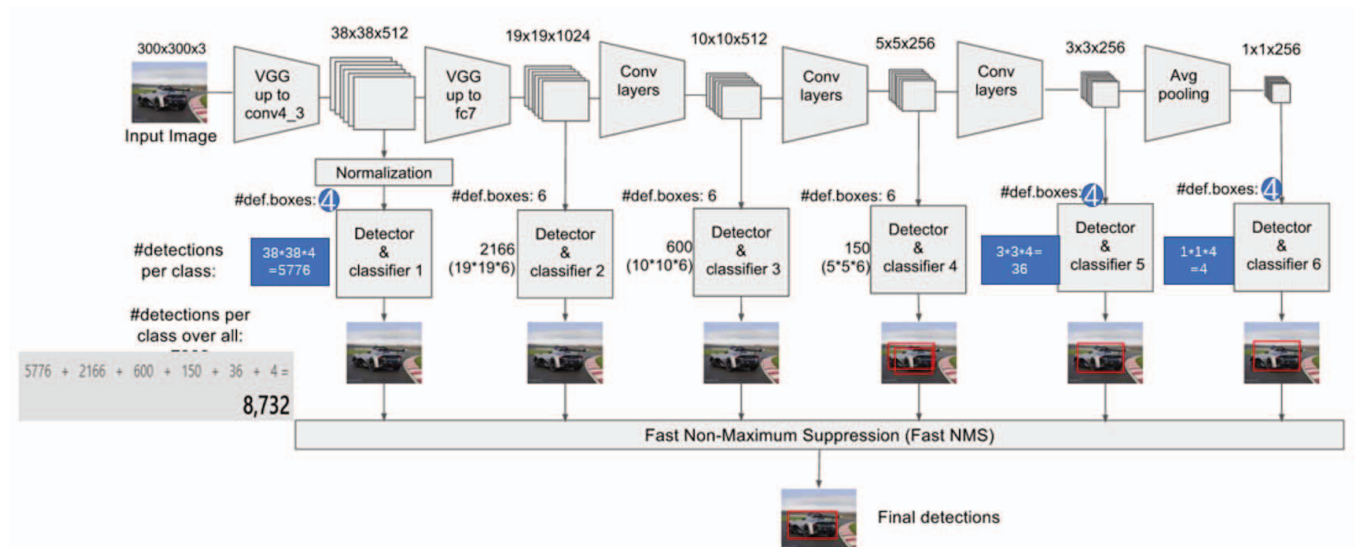 300x300x3
38x38x512
19x19x1024
10x10x512
5x5x256
3x3x256
1x1x256
VGG
up to
conv4_3
VGG
up to
fc7
Conv
layers
Conv
layers
Conv
layers
Avg
pooling
Input Image
Normalization
#def.boxes: 4
#def.boxes: 6
#def.boxes: 6
#def.boxes: 6
#def.boxes: 4
#def.boxes: 4
#detections
per class:
38*38*4
=5776
Detector
&
classifier 1
2166
(19*19*6)
Detector
&
classifier 2
600
(10*10*6)
Detector
&
classifier 3
150
(5*5*6)
Detector
&
classifier 4
3*3*4=
36
Detector
&
classifier 5
1*1*4
=4
Detector
&
classifier 6
#detections per
class over all:
5776 + 2166 + 600 + 150 + 36 + 4 =
8,732
Fast Non-Maximum Suppression (Fast NMS)
Final detections